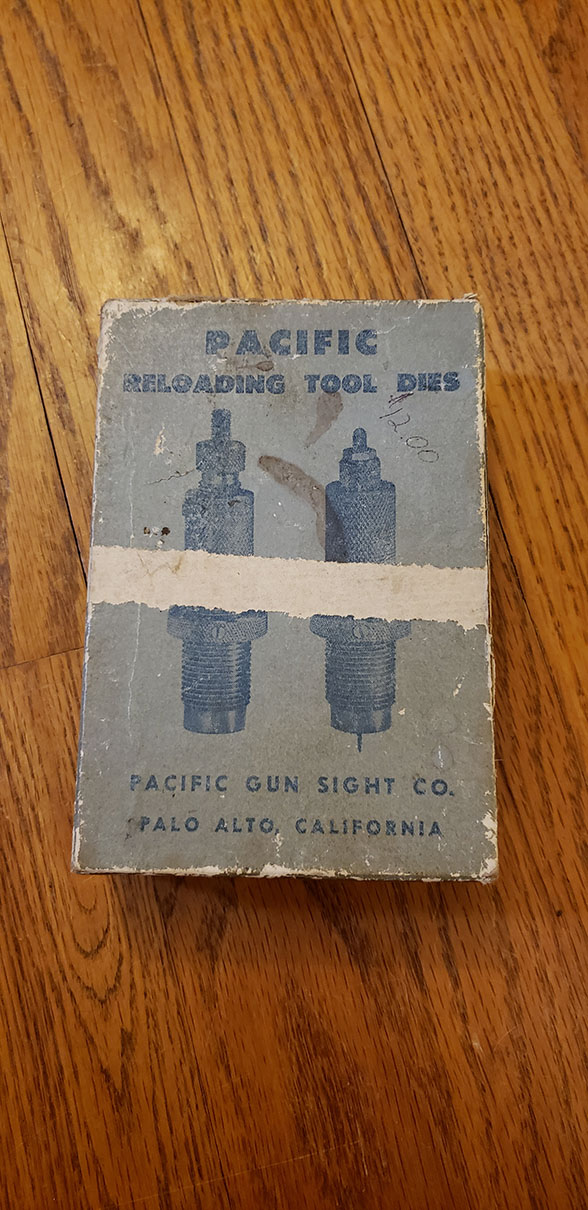 PACIFIC
RELOADING TOOL DIES
$12.00
PACIFIC GUN SIGHT CO.
PALO ALTO, CALIFORNIA